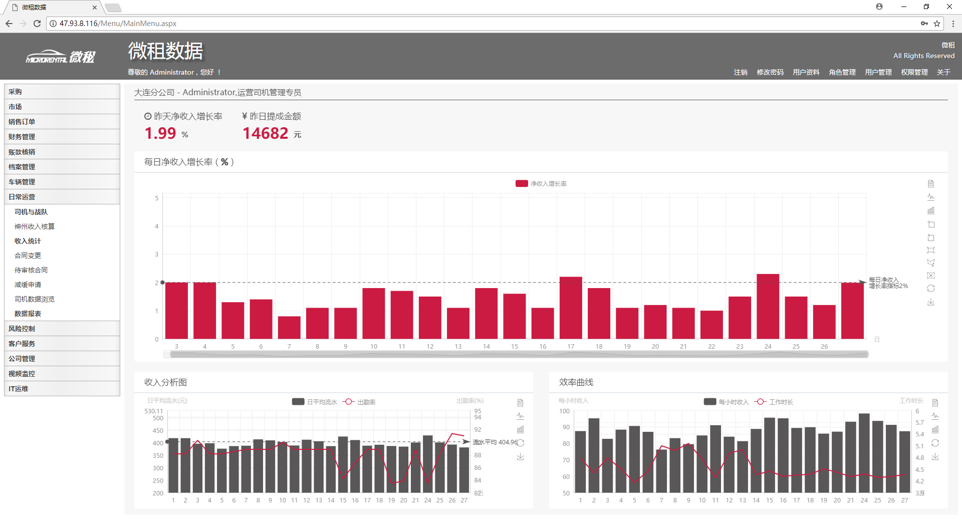 微租数据
47.93.8.116/Menu/MainMenu.aspx
MICRORENTAL 微租
微租数据
尊敬的 Administrator，您好 ！
微租
All Rights Reserved
注销 修改密码 用户资料 角色管理 用户管理 权限管理 关于
采购
市场
销售订单
财务管理
账款核销
档案管理
车辆管理
日常运营
司机与战队
神州收入核算
收入统计
合同变更
待审核合同
减缓申请
司机数据浏览
数据报表
风险控制
客户服务
公司管理
视频监控
IT运维
大连分公司 - Administrator,运营司机管理专员
昨天净收入增长率
1.99 %
¥ 昨日提成金额
14682 元
每日净收入增长率 ( % )
净收入增长率
5
4
3
2
1
0
每日净收入
增长率指标2%
3 4 5 6 7 8 9 10 11 12 13 14 15 16 17 18 19 20 21 22 23 24 25 26
日
收入分析图
日平均流水(元)
日平均流水 出勤率
出勤率(%)
530.11
500
450
400
350
300
250
200
95
94
92
90
88
86
84
82
流水平均 404.96
1 2 3 4 5 6 7 8 9 10 11 12 13 14 15 16 17 18 19 20 21 22 23 24 25 26 27
效率曲线
每小时收入
每小时收入 工作时长
工作时长
100
90
80
70
60
50
6
5.7
5.4
5.1
4.8
4.5
4.2
3.9
1 2 3 4 5 6 7 8 9 10 11 12 13 14 15 16 17 18 19 20 21 22 23 24 25 26 27